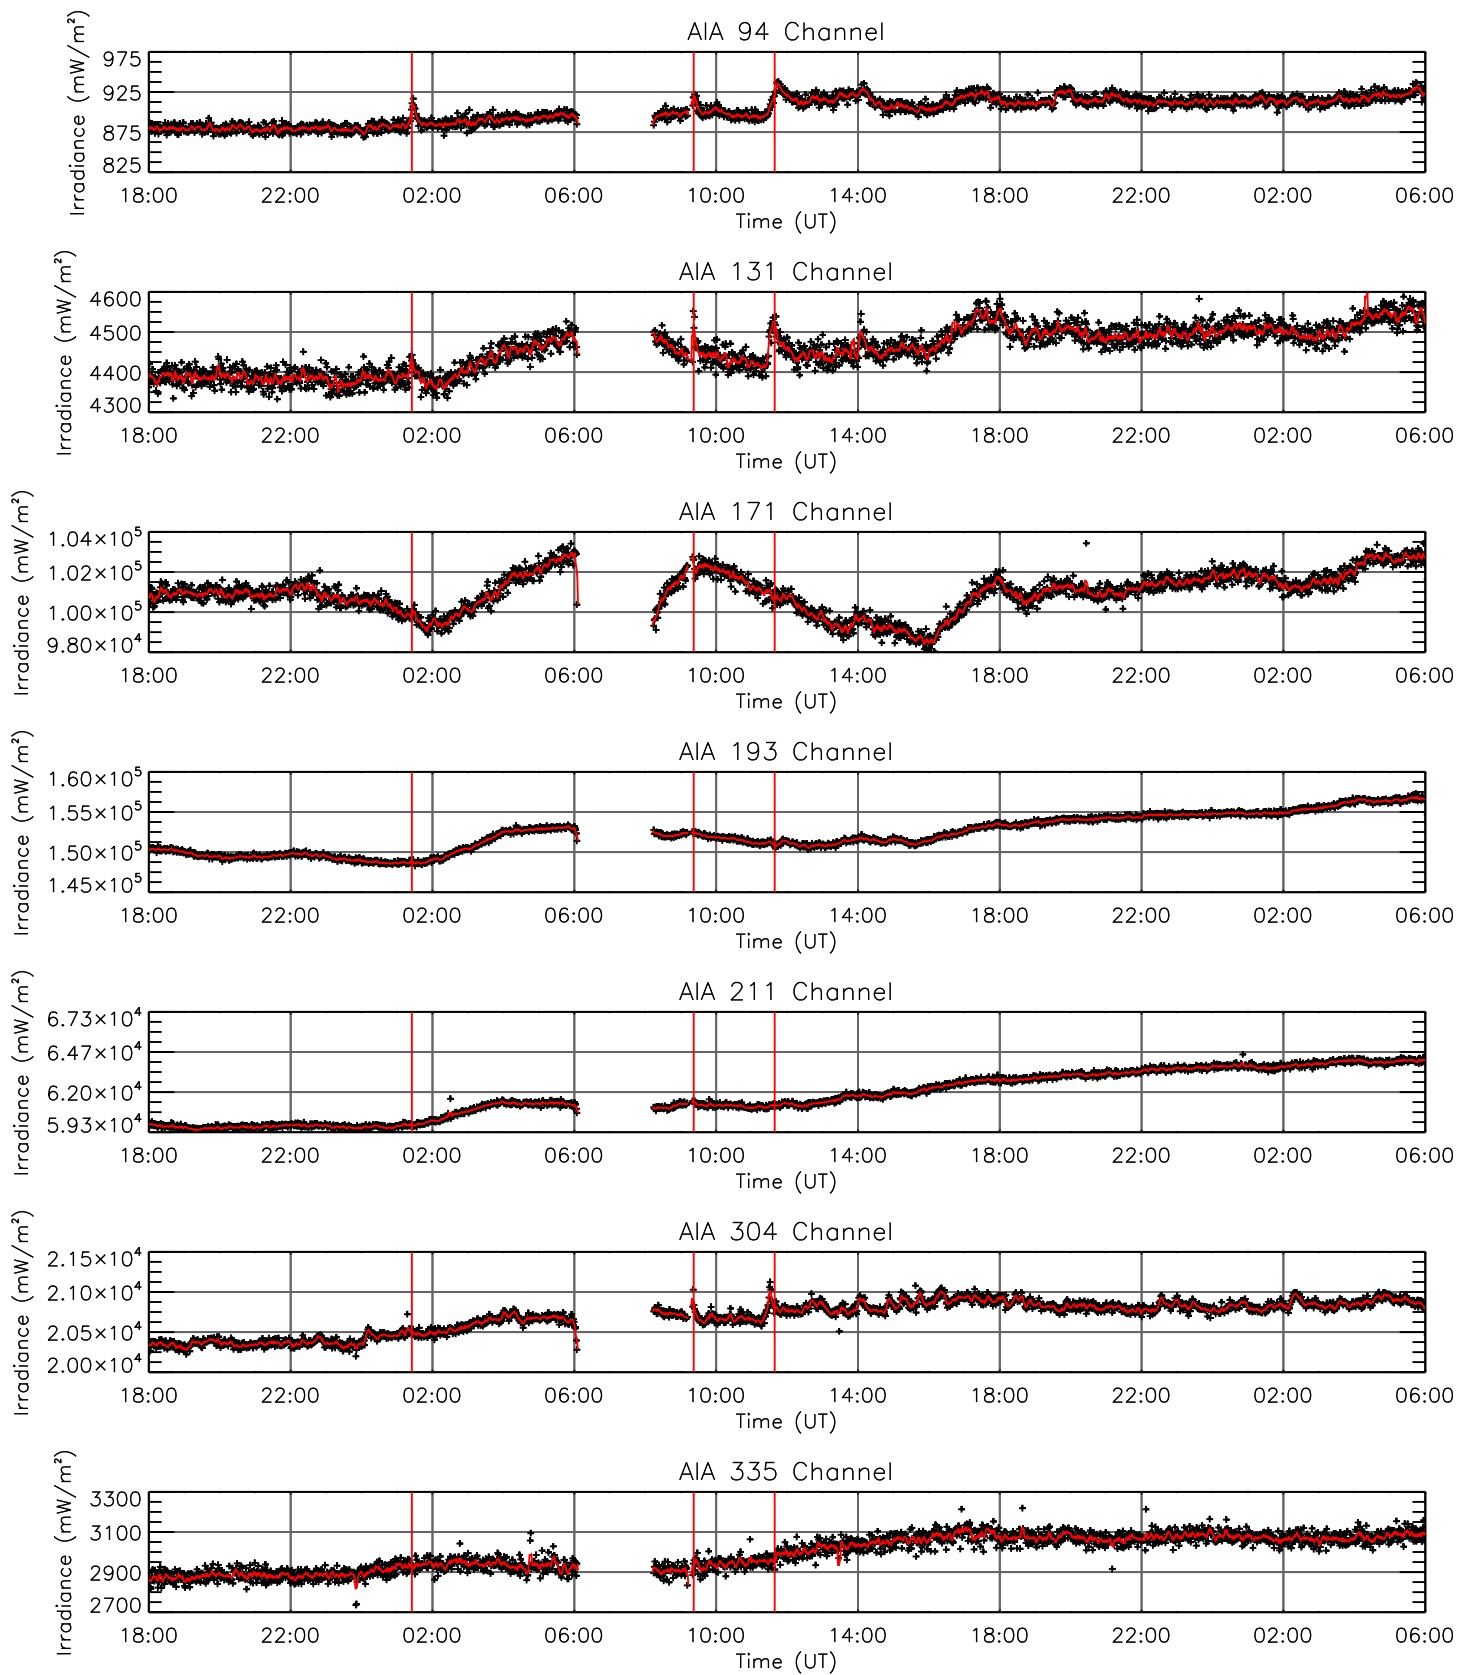 AIA 94 Channel
Irradiance (mW/m²)
975
925
875
825
18:00 22:00 02:00 06:00 10:00 14:00 18:00 22:00 02:00 06:00
Time (UT)
AIA 131 Channel
Irradiance (mW/m²)
4600
4500
4400
4300
18:00 22:00 02:00 06:00 10:00 14:00 18:00 22:00 02:00 06:00
Time (UT)
AIA 171 Channel
Irradiance (mW/m²)
1.04×10⁵
1.02×10⁵
1.00×10⁵
9.80×10⁴
18:00 22:00 02:00 06:00 10:00 14:00 18:00 22:00 02:00 06:00
Time (UT)
AIA 193 Channel
Irradiance (mW/m²)
1.60×10⁵
1.55×10⁵
1.50×10⁵
1.45×10⁵
18:00 22:00 02:00 06:00 10:00 14:00 18:00 22:00 02:00 06:00
Time (UT)
AIA 211 Channel
Irradiance (mW/m²)
6.73×10⁴
6.47×10⁴
6.20×10⁴
5.93×10⁴
18:00 22:00 02:00 06:00 10:00 14:00 18:00 22:00 02:00 06:00
Time (UT)
AIA 304 Channel
Irradiance (mW/m²)
2.15×10⁴
2.10×10⁴
2.05×10⁴
2.00×10⁴
18:00 22:00 02:00 06:00 10:00 14:00 18:00 22:00 02:00 06:00
Time (UT)
AIA 335 Channel
Irradiance (mW/m²)
3300
3100
2900
2700
18:00 22:00 02:00 06:00 10:00 14:00 18:00 22:00 02:00 06:00
Time (UT)